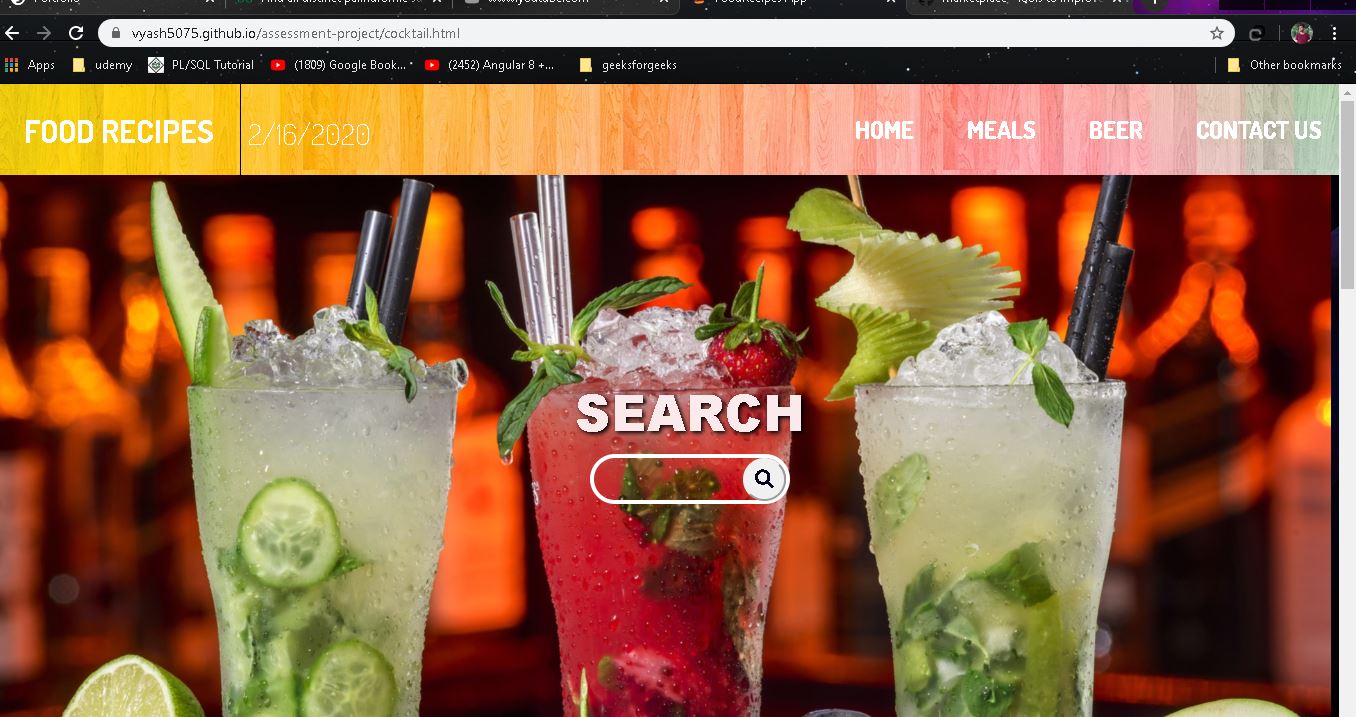 vyash5075.github.io/assessment-project/cocktail.html
Apps udemy PL/SQL Tutorial (1809) Google Book... (2452) Angular 8 +... geeksforgeeks Other bookmarks
FOOD RECIPES 2/16/2020 HOME MEALS BEER CONTACT US
SEARCH